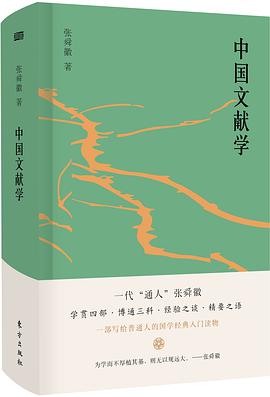 张舜徽 著
中国文献学
东方出版社
张舜徽 著
中国文献学
一代“通人”张舜徽
学贯四部·博通三科·经验之谈·精要之语
一部写给普通人的国学经典入门读物
为学而不厚植其基，则无以规远大。——张舜徽